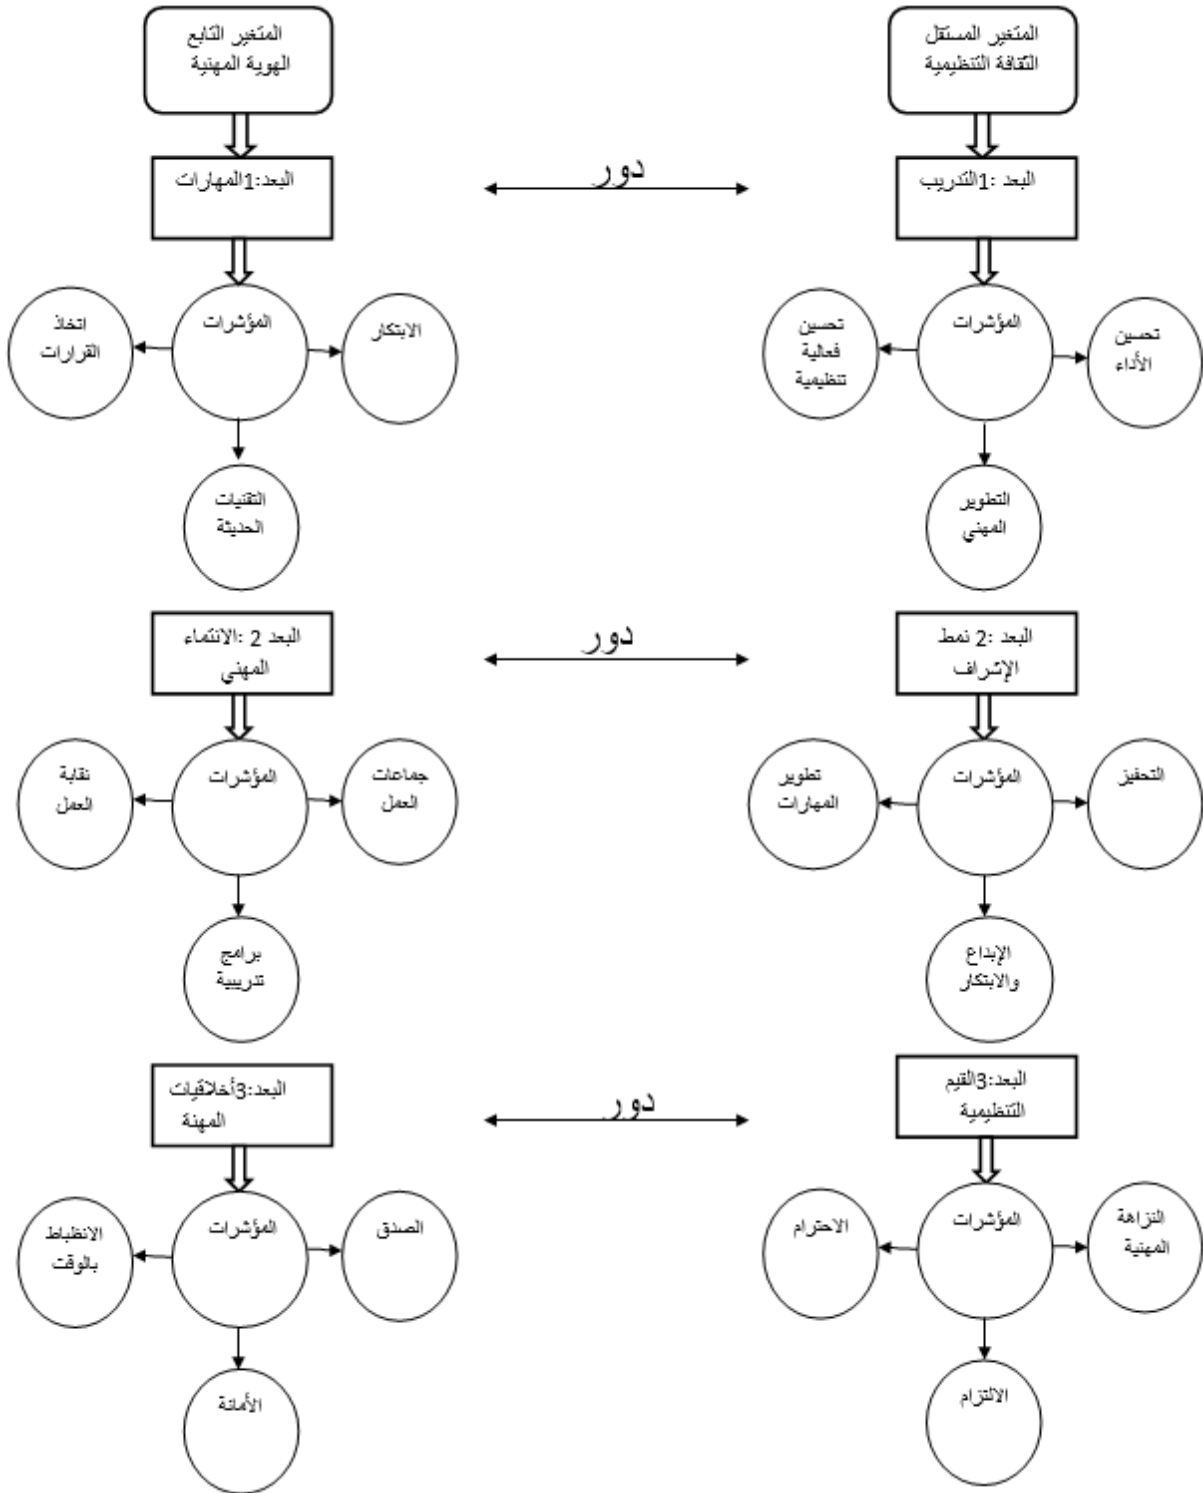 المتغير المستقل
الثقافة التنظيمية
المتغير التابع
الهوية المهنية
البعد :1التدريب
دور
البعد:1المهارات
المؤشرات
تحسين
الأداء
تحسين
فعالية
تنظيمية
التطوير
المهني
المؤشرات
الابتكار
اتخاذ
القرارات
التقنيات
الحديثة
البعد :2 نمط
الإشراف
دور
البعد 2 :الانتماء
المهني
المؤشرات
التحفيز
تطوير
المهارات
الإبداع
والابتكار
المؤشرات
جماعات
العمل
نقابة
العمل
برامج
تدريبية
البعد:3القيم
التنظيمية
دور
البعد:3أخلاقيات
المهنة
المؤشرات
النزاهة
المهنية
الاحترام
الالتزام
المؤشرات
الصدق
الانظباط
بالوقت
الأمانة